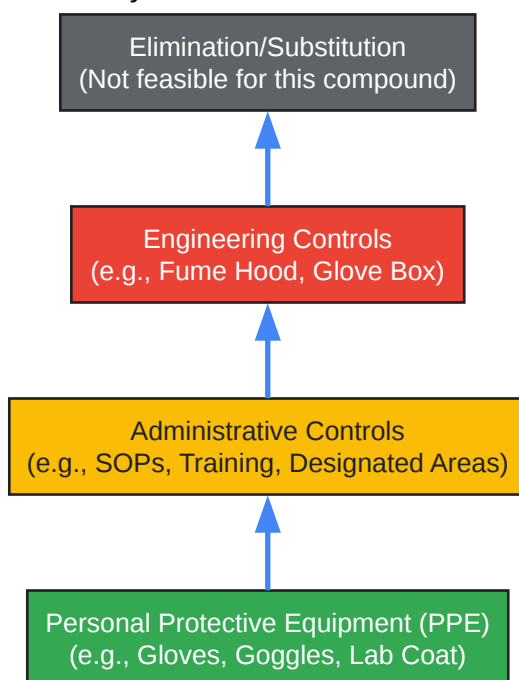 Elimination/Substitution
(Not feasible for this compound)
Engineering Controls
(e.g., Fume Hood, Glove Box)
Administrative Controls
(e.g., SOPs, Training, Designated Areas)
Personal Protective Equipment (PPE)
(e.g., Gloves, Goggles, Lab Coat)